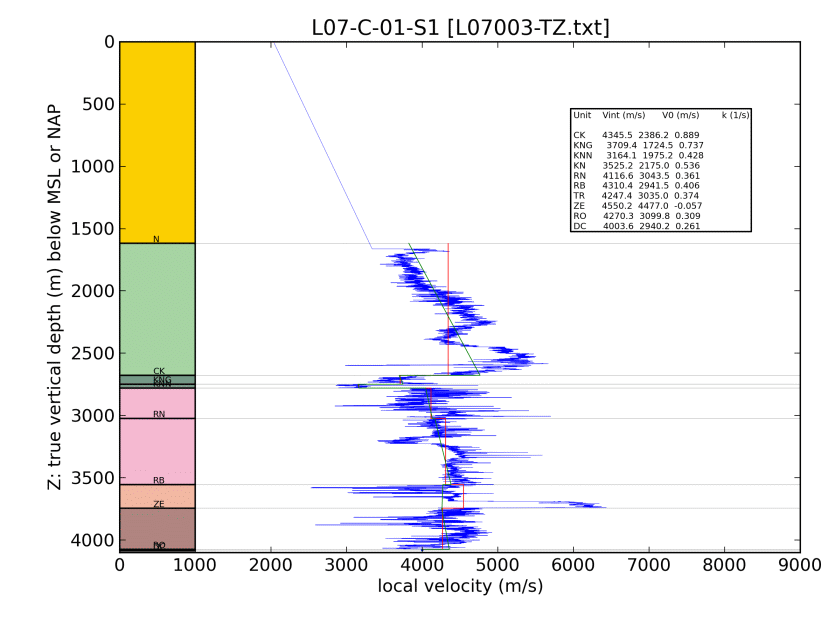 L07-C-01-S1 [L07003-TZ.txt]
0
500
1000
1500
2000
2500
3000
3500
4000
Z: true vertical depth (m) below MSL or NAP
N
CK
KNG
KNN
RN
RB
ZE
RO
Unit Vint (m/s) V0 (m/s) k (1/s)
CK 4345.5 2386.2 0.889
KNG 3709.4 1724.5 0.737
KNN 3164.1 1975.2 0.428
KN 3525.2 2175.0 0.536
RN 4116.6 3043.5 0.361
RB 4310.4 2941.5 0.406
TR 4247.4 3035.0 0.374
ZE 4550.2 4477.0 -0.057
RO 4270.3 3099.8 0.309
DC 4003.6 2940.2 0.261
0 1000 2000 3000 4000 5000 6000 7000 8000 9000
local velocity (m/s)